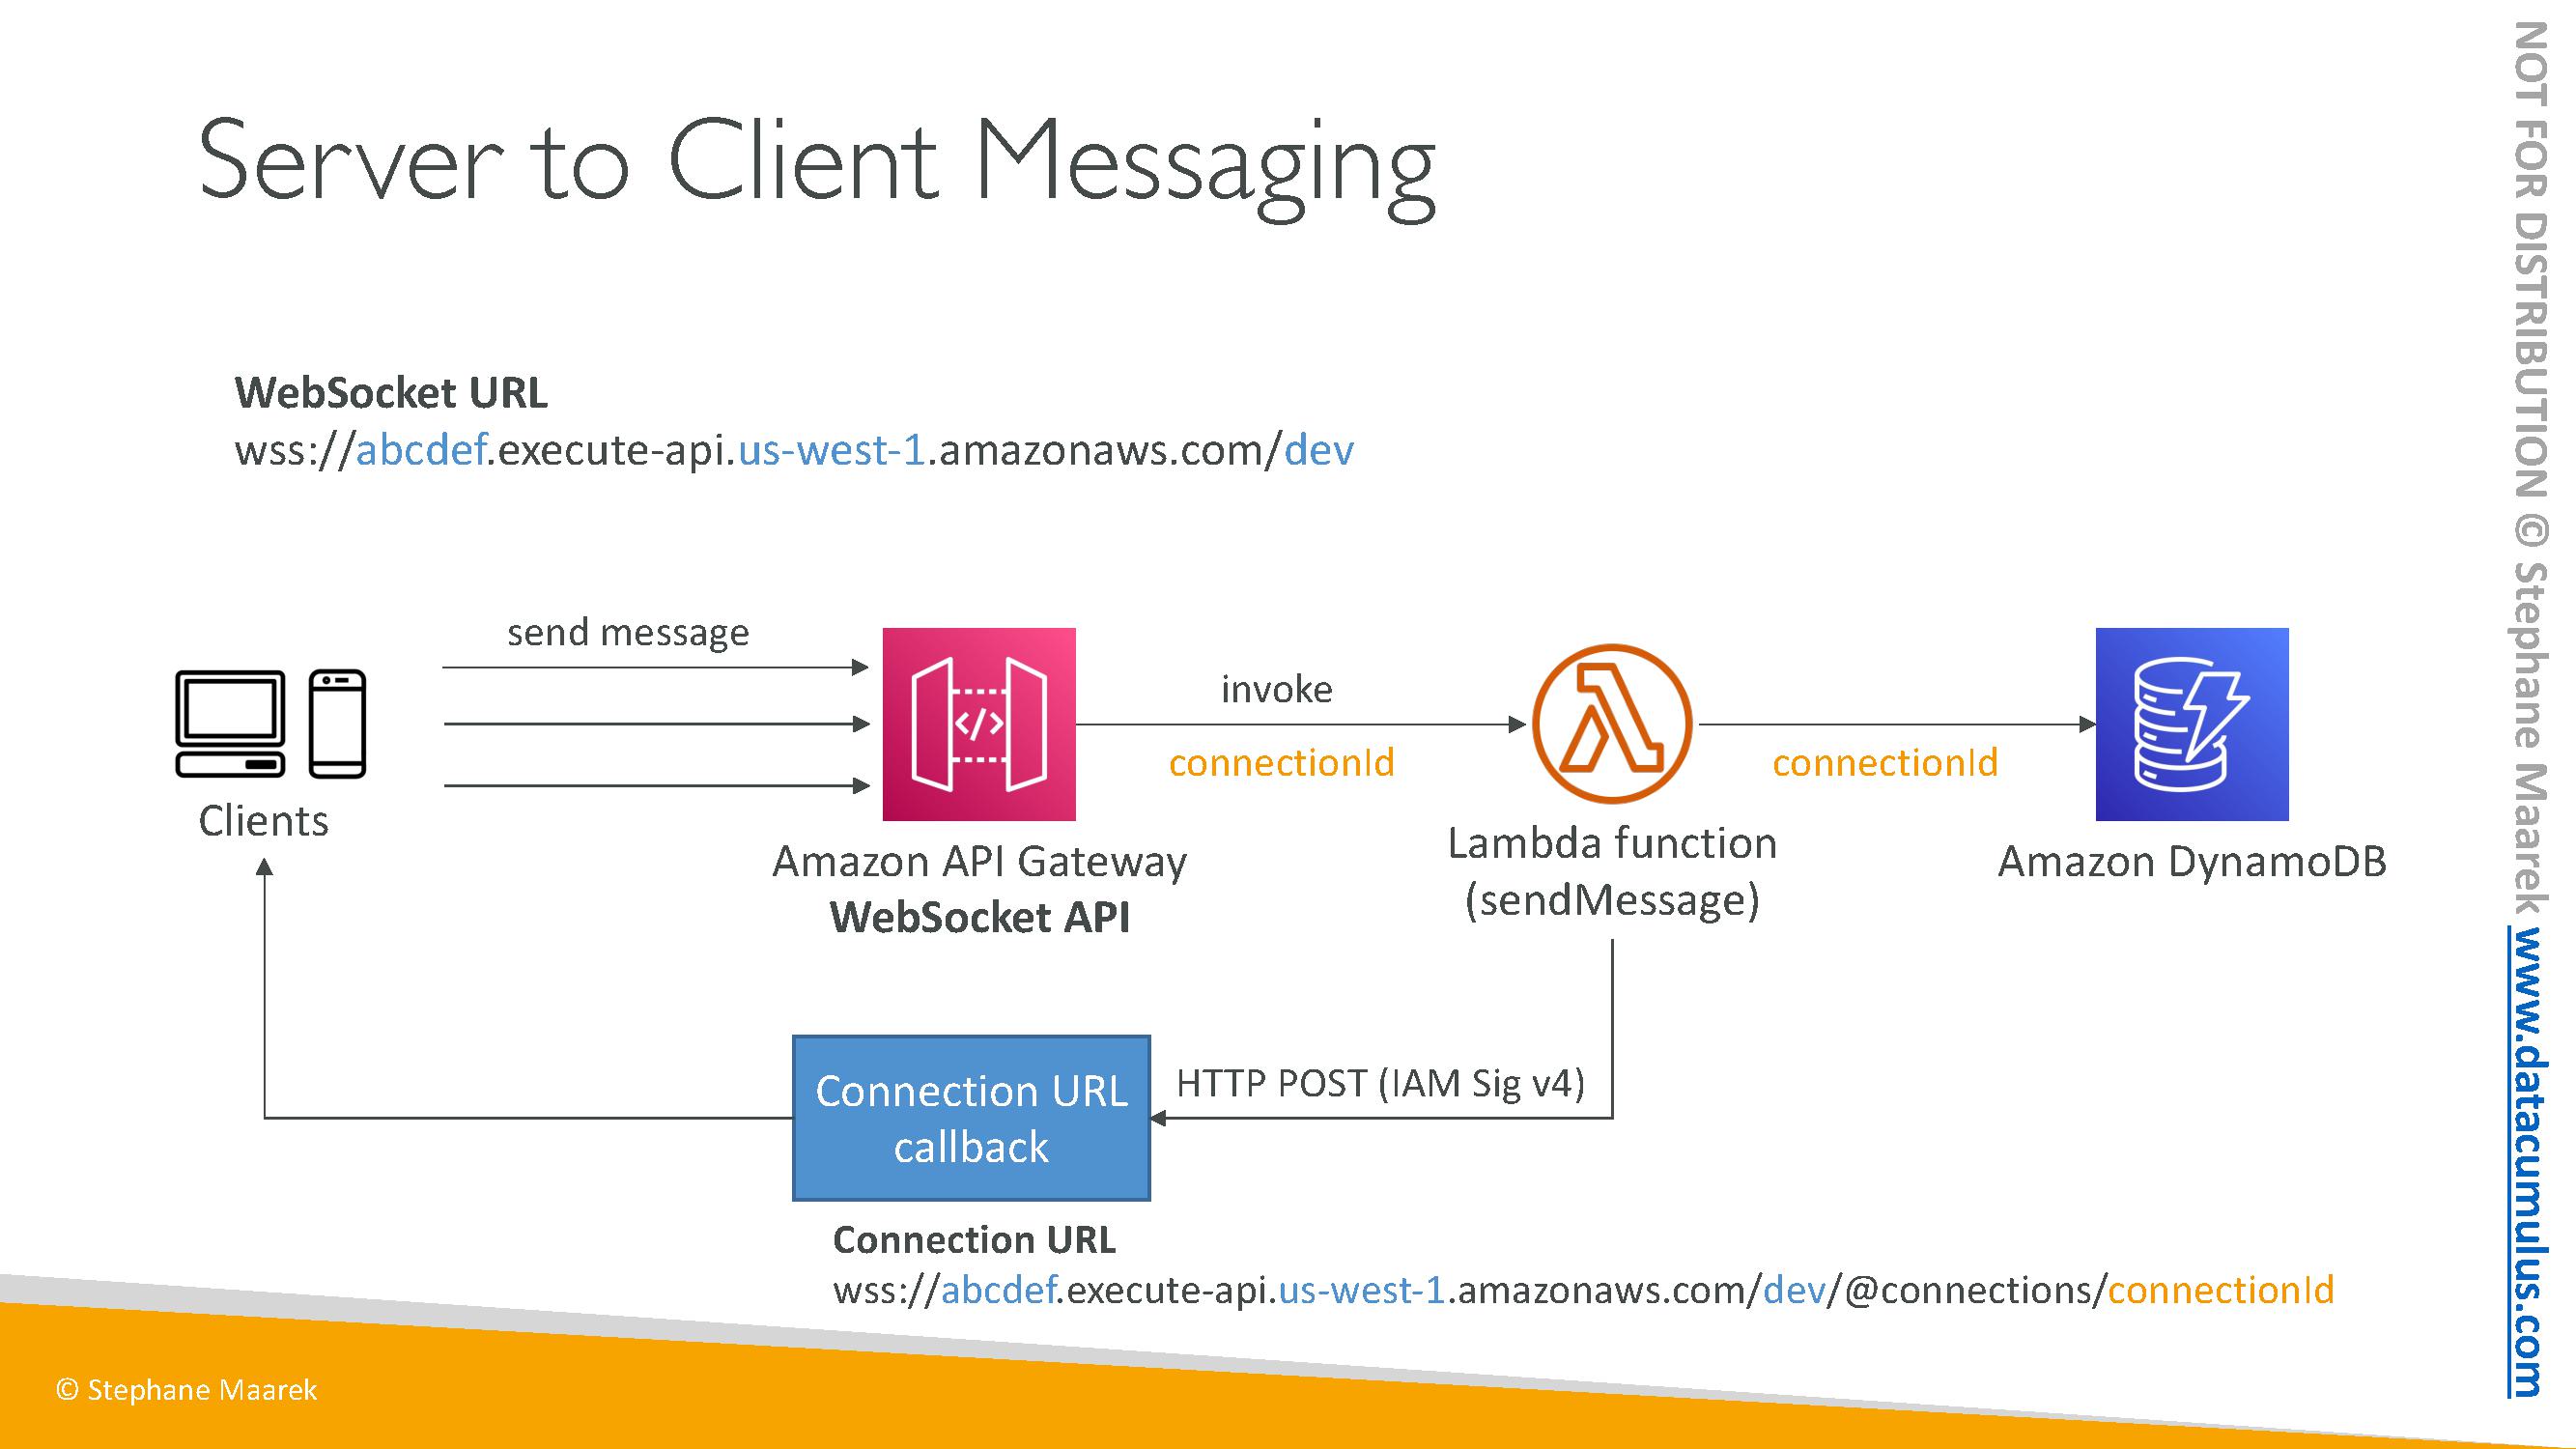 Server to Client Messaging
WebSocket URL
wss://abcdef.execute-api.us-west-1.amazonaws.com/dev
send message
Clients
</>
Amazon API Gateway
WebSocket API
invoke
connectionId
Lambda function
(sendMessage)
connectionId
Amazon DynamoDB
HTTP POST (IAM Sig v4)
Connection URL
callback
Connection URL
wss://abcdef.execute-api.us-west-1.amazonaws.com/dev/@connections/connectionId
© Stephane Maarek
NOT FOR DISTRIBUTION © Stephane Maarek www.datacumulus.com